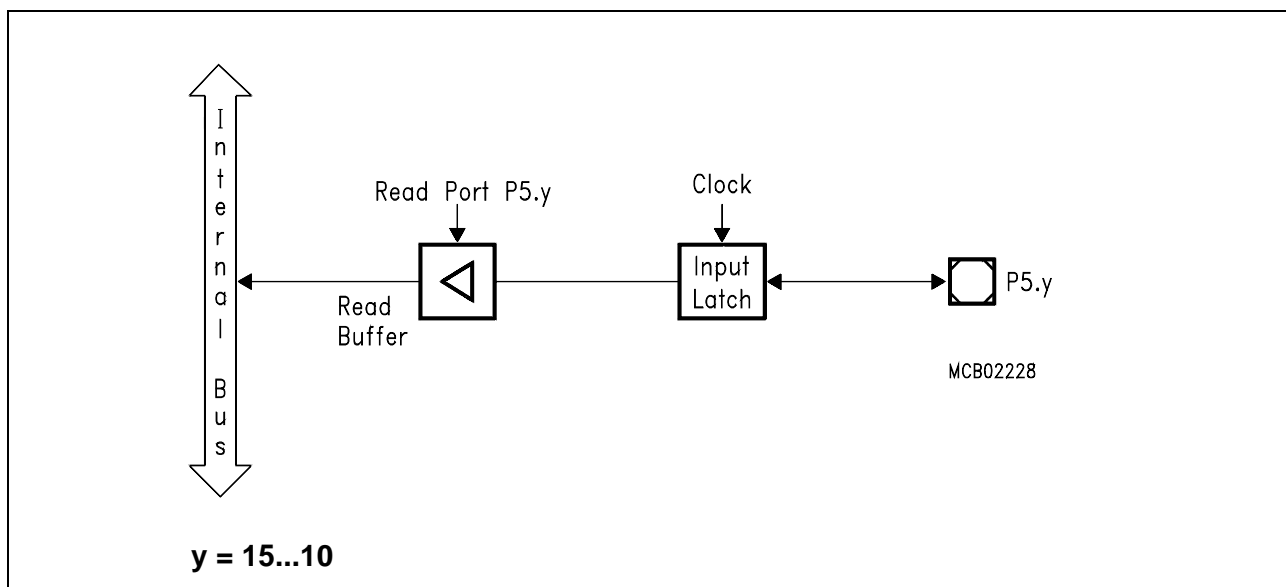 Internal Bus
Read Port P5.y
Clock
Read
Buffer
Input
Latch
P5.y
MCB02228
y = 15...10